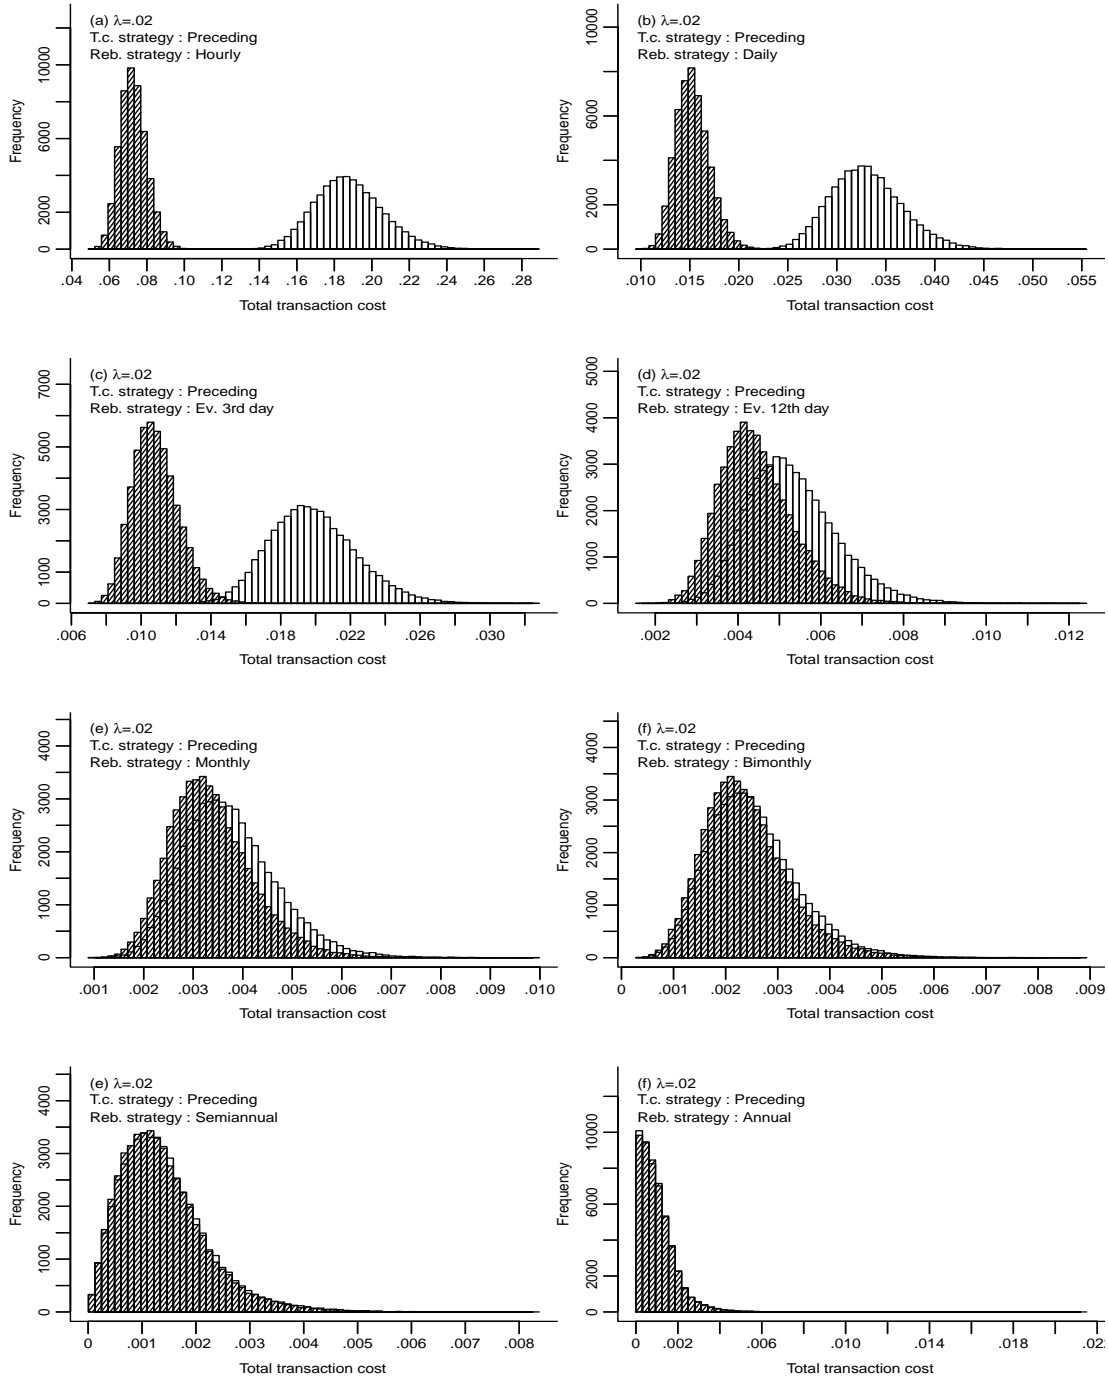 (a) λ=.02
T.c. strategy : Preceding
Reb. strategy : Hourly
Frequency
0 2000 6000 10000
.04 .06 .08 .10 .12 .14 .16 .18 .20 .22 .24 .26 .28
Total transaction cost
(b) λ=.02
T.c. strategy : Preceding
Reb. strategy : Daily
Frequency
0 2000 6000 10000
.010 .015 .020 .025 .030 .035 .040 .045 .050 .055
Total transaction cost
(c) λ=.02
T.c. strategy : Preceding
Reb. strategy : Ev. 3rd day
Frequency
0 1000 3000 5000 7000
.006 .010 .014 .018 .022 .026 .030
Total transaction cost
(d) λ=.02
T.c. strategy : Preceding
Reb. strategy : Ev. 12th day
Frequency
0 1000 2000 3000 4000 5000
.002 .004 .006 .008 .010 .012
Total transaction cost
(e) λ=.02
T.c. strategy : Preceding
Reb. strategy : Monthly
Frequency
0 1000 2000 3000 4000
.001 .002 .003 .004 .005 .006 .007 .008 .009 .010
Total transaction cost
(f) λ=.02
T.c. strategy : Preceding
Reb. strategy : Bimonthly
Frequency
0 1000 2000 3000 4000
0 .001 .002 .003 .004 .005 .006 .007 .008 .009
Total transaction cost
(e) λ=.02
T.c. strategy : Preceding
Reb. strategy : Semiannual
Frequency
0 1000 2000 3000 4000
0 .001 .002 .003 .004 .005 .006 .007 .008
Total transaction cost
(f) λ=.02
T.c. strategy : Preceding
Reb. strategy : Annual
Frequency
0 2000 6000 10000
0 .002 .006 .010 .014 .018
Total transaction cost